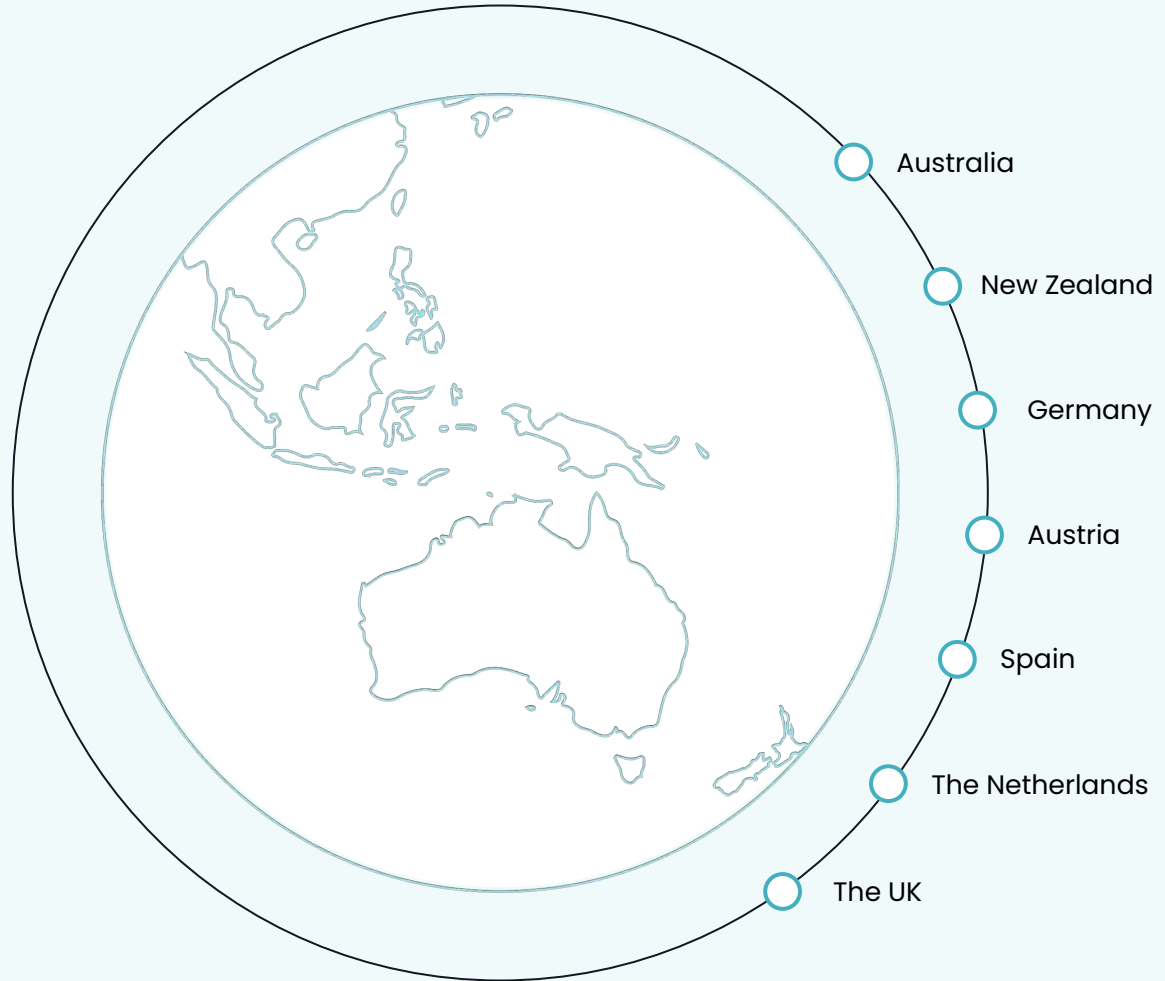 Australia
New Zealand
Germany
Austria
Spain
The Netherlands
The UK